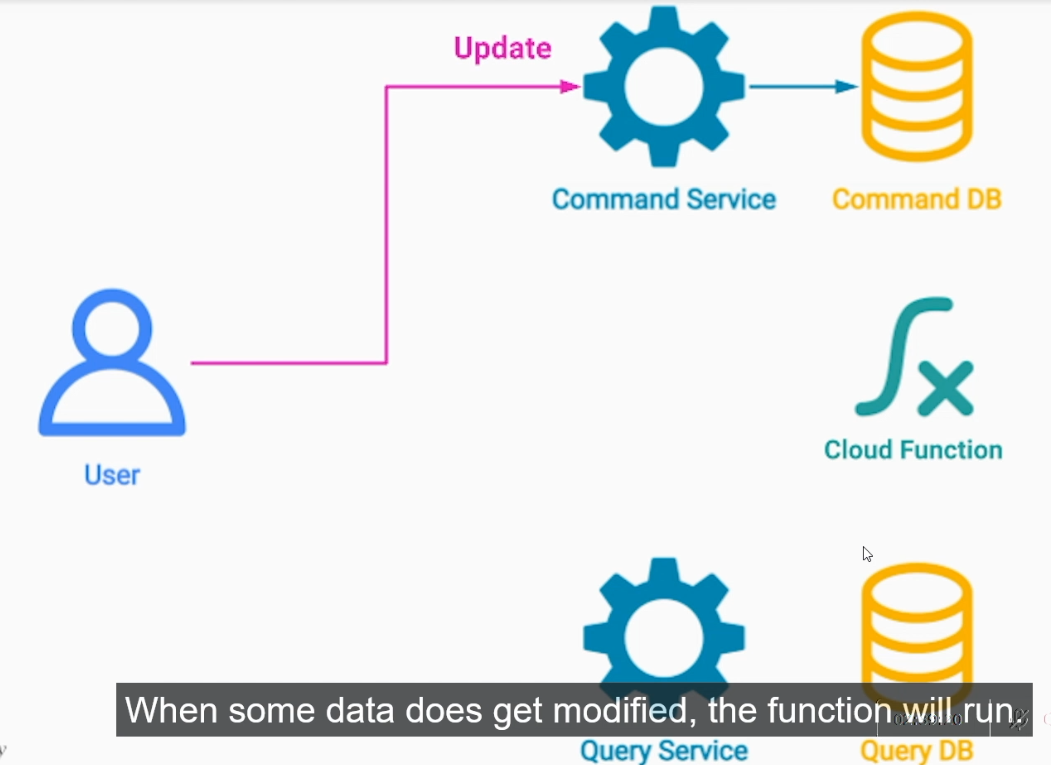 Update
Command Service
Command DB
User
Cloud Function
When some data does get modified, the function will run.
Query Service
Query DB